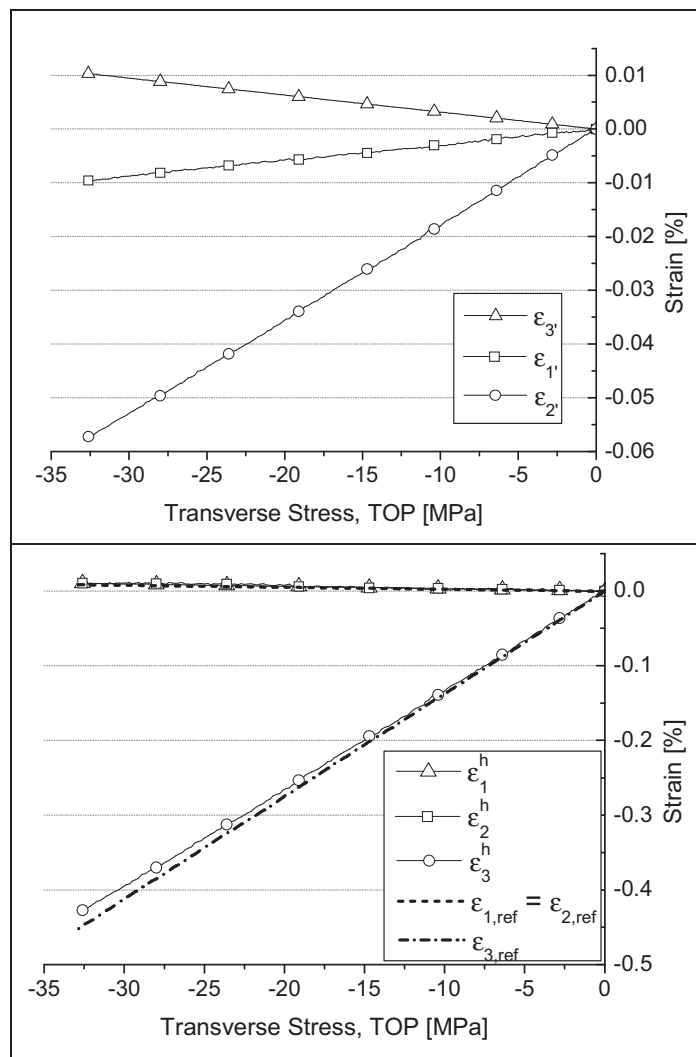 0.01
0.00
-0.01
-0.02
-0.03
-0.04
-0.05
-0.06
Strain [%]
ε3'
ε1'
ε2'
-35 -30 -25 -20 -15 -10 -5 0
Transverse Stress, TOP [MPa]
0.0
-0.1
-0.2
-0.3
-0.4
-0.5
Strain [%]
ε1h
ε2h
ε3h
ε1,ref = ε2,ref
ε3,ref
-35 -30 -25 -20 -15 -10 -5 0
Transverse Stress, TOP [MPa]